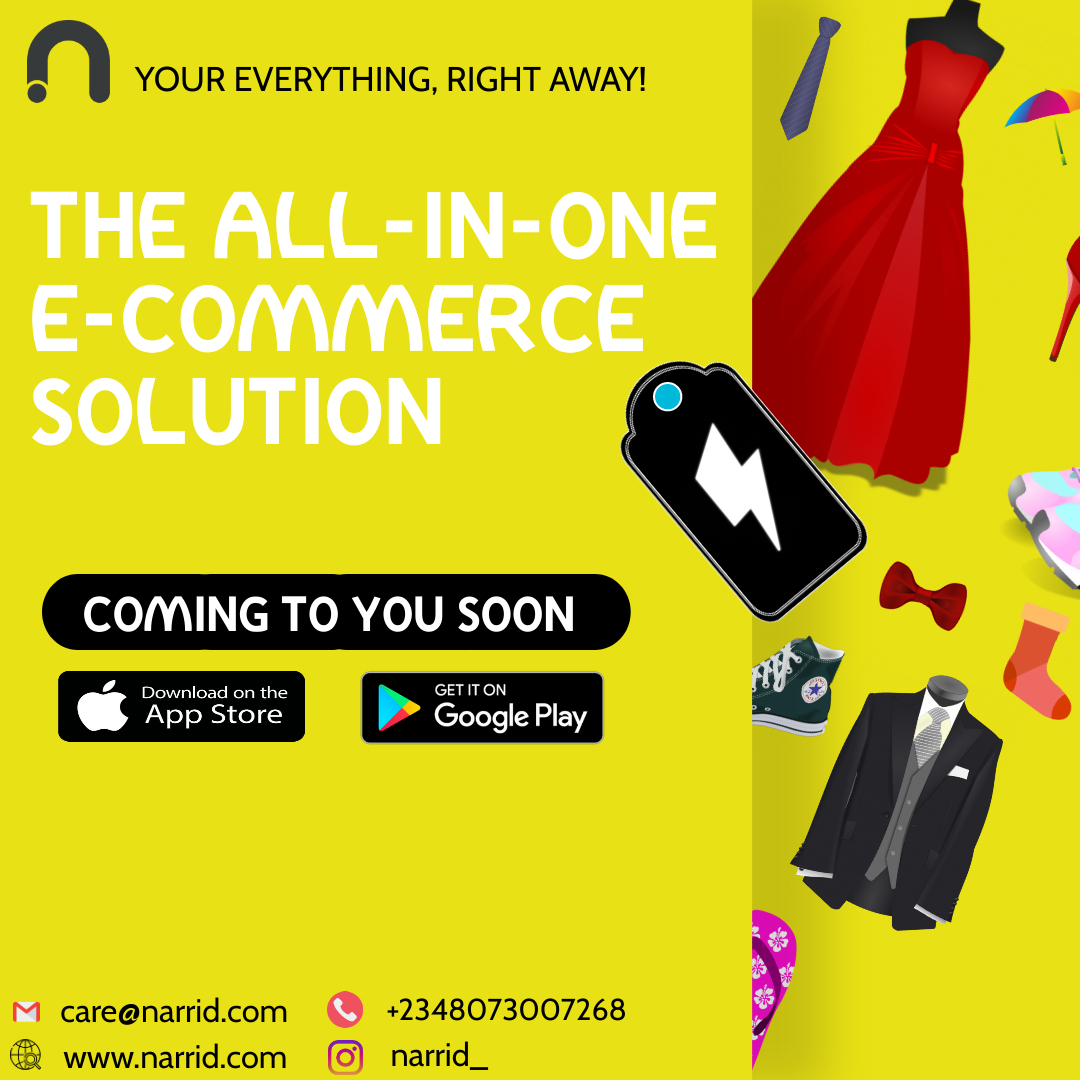 YOUR EVERYTHING, RIGHT AWAY!
THE ALL-IN-ONE
E-COMMERCE
SOLUTION
COMING TO YOU SOON
Download on the
App Store
GET IT ON
Google Play
care@narrid.com
+2348073007268
www.narrid.com
narrid_